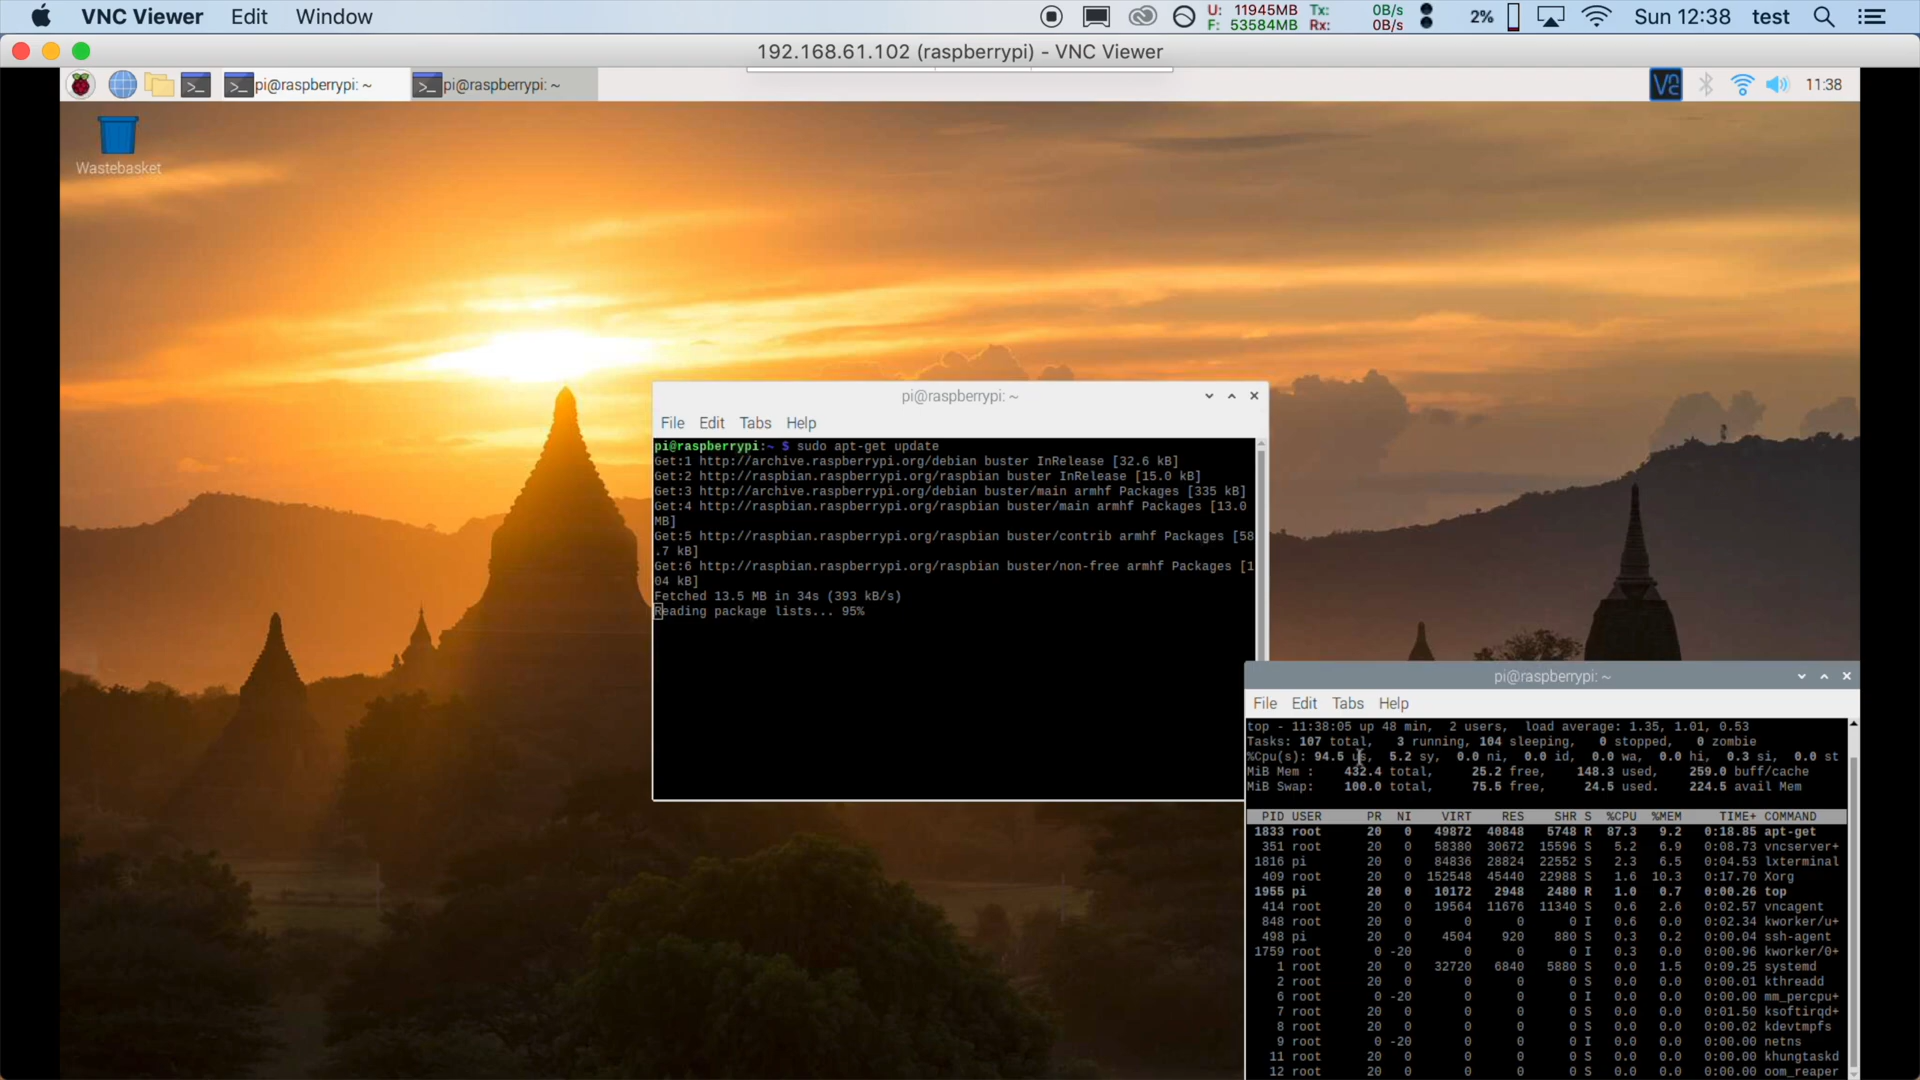 VNC Viewer Edit Window U: 11945MB Tx: 0B/s 2% Sun 12:38 test
F: 53584MB Rx: 0B/s
192.168.61.102 (raspberrypi) - VNC Viewer
pi@raspberrypi: ~ pi@raspberrypi: ~ 11:38
Wastebasket
pi@raspberrypi: ~
File Edit Tabs Help
pi@raspberrypi:~ $ sudo apt-get update
Get:1 http://archive.raspberrypi.org/debian buster InRelease [32.6 kB]
Get:2 http://raspbian.raspberrypi.org/raspbian buster InRelease [15.0 kB]
Get:3 http://archive.raspberrypi.org/debian buster/main armhf Packages [335 kB]
Get:4 http://raspbian.raspberrypi.org/raspbian buster/main armhf Packages [13.0
MB]
Get:5 http://raspbian.raspberrypi.org/raspbian buster/contrib armhf Packages [58
.7 kB]
Get:6 http://raspbian.raspberrypi.org/raspbian buster/non-free armhf Packages [1
04 kB]
Fetched 13.5 MB in 34s (393 kB/s)
Reading package lists... 95%
pi@raspberrypi: ~
File Edit Tabs Help
top - 11:38:05 up 48 min, 2 users, load average: 1.35, 1.01, 0.53
Tasks: 107 total, 3 running, 104 sleeping, 0 stopped, 0 zombie
%Cpu(s): 94.5 us, 5.2 sy, 0.0 ni, 0.0 id, 0.0 wa, 0.0 hi, 0.3 si, 0.0 st
MiB Mem : 432.4 total, 25.2 free, 148.3 used, 259.0 buff/cache
MiB Swap: 100.0 total, 75.5 free, 24.5 used. 224.5 avail Mem
PID USER PR NI VIRT RES SHR S %CPU %MEM TIME+ COMMAND
1833 root 20 0 49872 40848 5748 R 87.3 9.2 0:18.85 apt-get
351 root 20 0 58380 30672 15596 S 5.2 6.9 0:08.73 vncserver+
1816 pi 20 0 84836 28824 22552 S 2.3 6.5 0:04.53 lxterminal
409 root 20 0 152548 45440 22988 S 1.6 10.3 0:17.70 Xorg
1955 pi 20 0 10172 2948 2480 R 1.0 0.7 0:00.26 top
414 root 20 0 19564 11676 11340 S 0.6 2.6 0:02.57 vncagent
848 root 20 0 0 0 0 I 0.6 0.0 0:02.34 kworker/u+
498 pi 20 0 4504 920 880 S 0.3 0.2 0:00.04 ssh-agent
1759 root 0 -20 0 0 0 I 0.3 0.0 0:00.96 kworker/0+
1 root 20 0 32720 6840 5880 S 0.0 1.5 0:09.25 systemd
2 root 20 0 0 0 0 S 0.0 0.0 0:00.01 kthreadd
6 root 0 -20 0 0 0 I 0.0 0.0 0:00.00 mm_percpu+
7 root 20 0 0 0 0 S 0.0 0.0 0:01.50 ksoftirqd+
8 root 20 0 0 0 0 S 0.0 0.0 0:00.02 kdevtmpfs
9 root 0 -20 0 0 0 I 0.0 0.0 0:00.00 netns
11 root 20 0 0 0 0 S 0.0 0.0 0:00.00 khungtaskd
12 root 20 0 0 0 0 S 0.0 0.0 0:00.00 oom_reaper